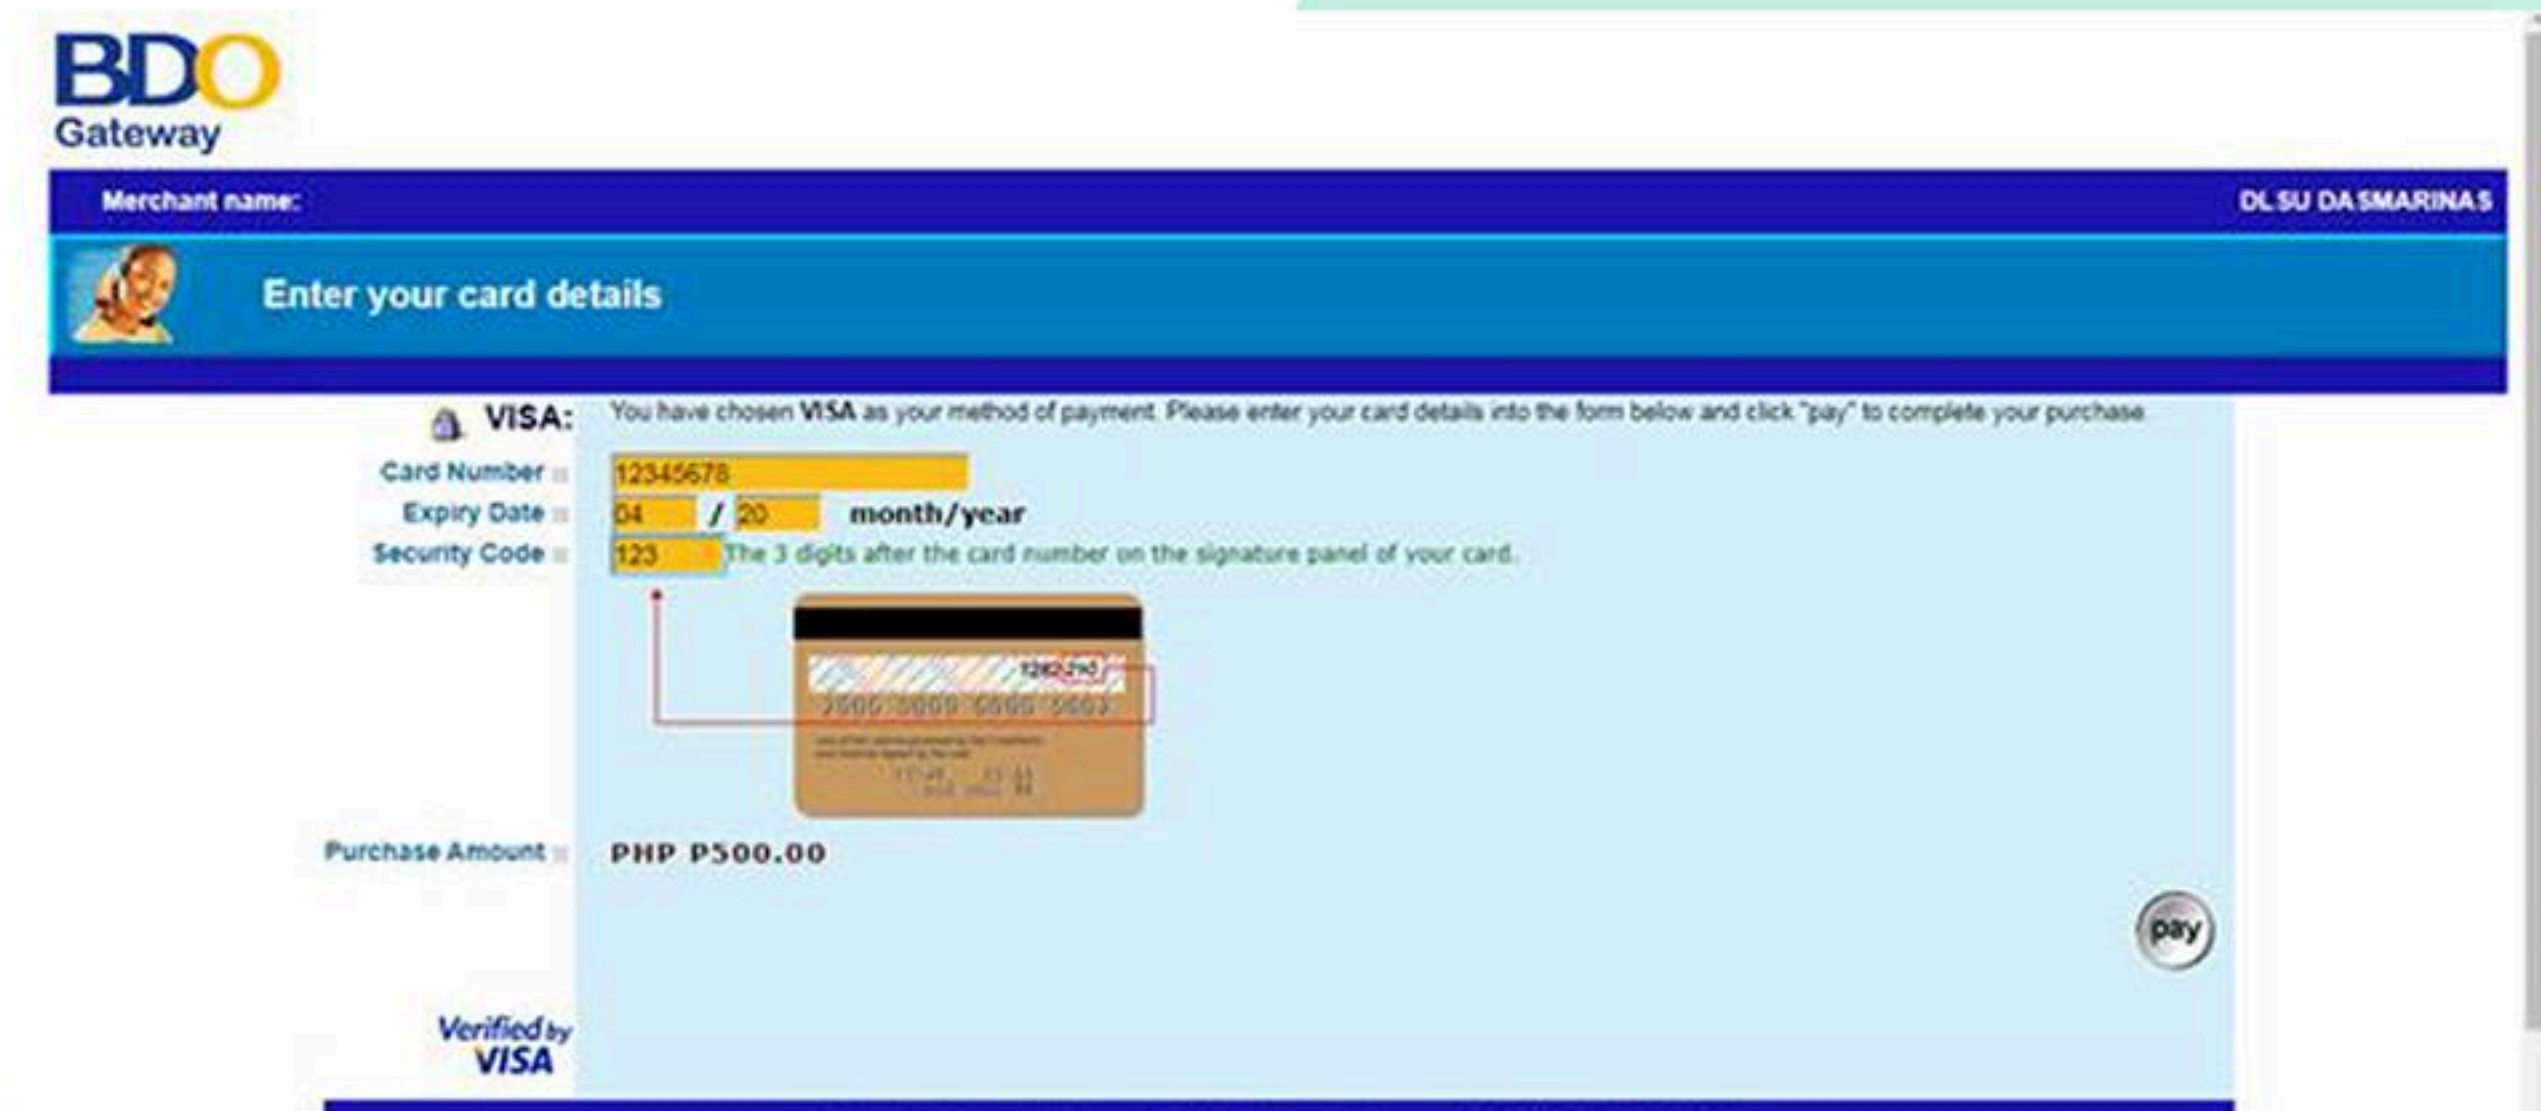 BDO
Gateway
Merchant name: DLSU DASMARINAS
Enter your card details
VISA: You have chosen VISA as your method of payment. Please enter your card details into the form below and click "pay" to complete your purchase
Card Number 12345678
Expiry Date 04 / 20 month/year
Security Code 123 The 3 digits after the card number on the signature panel of your card.
Purchase Amount PHP P500.00
pay
Verified by
VISA